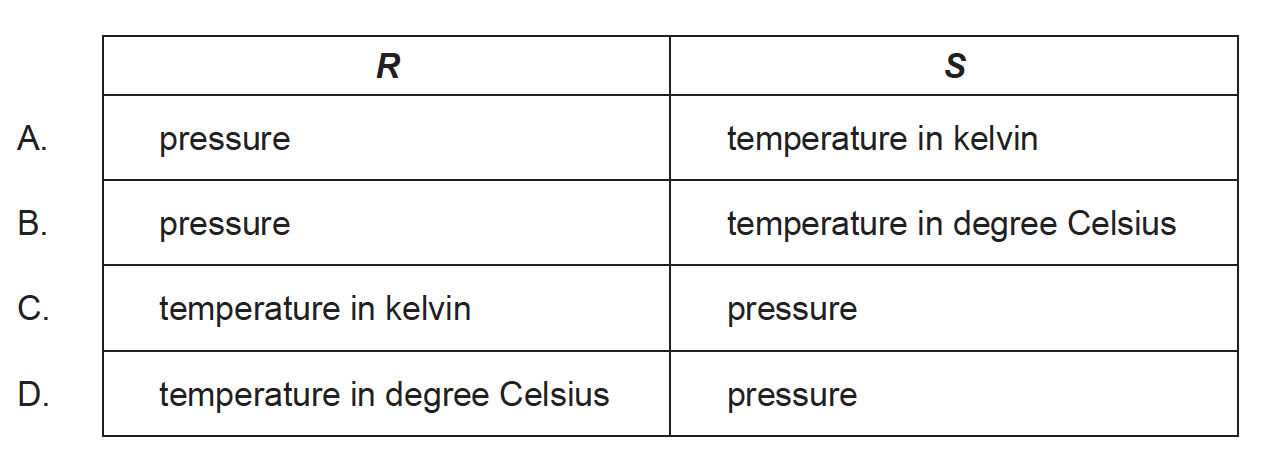 R S
A. pressure temperature in kelvin
B. pressure temperature in degree Celsius
C. temperature in kelvin pressure
D. temperature in degree Celsius pressure